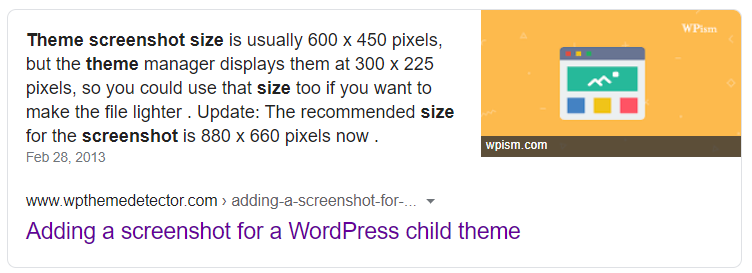 Theme screenshot size is usually 600 x 450 pixels,
but the theme manager displays them at 300 x 225
pixels, so you could use that size too if you want to
make the file lighter . Update: The recommended size
for the screenshot is 880 x 660 pixels now .
Feb 28, 2013
WPism
wpism.com
www.wpthemedetector.com › adding-a-screenshot-for-...
Adding a screenshot for a WordPress child theme